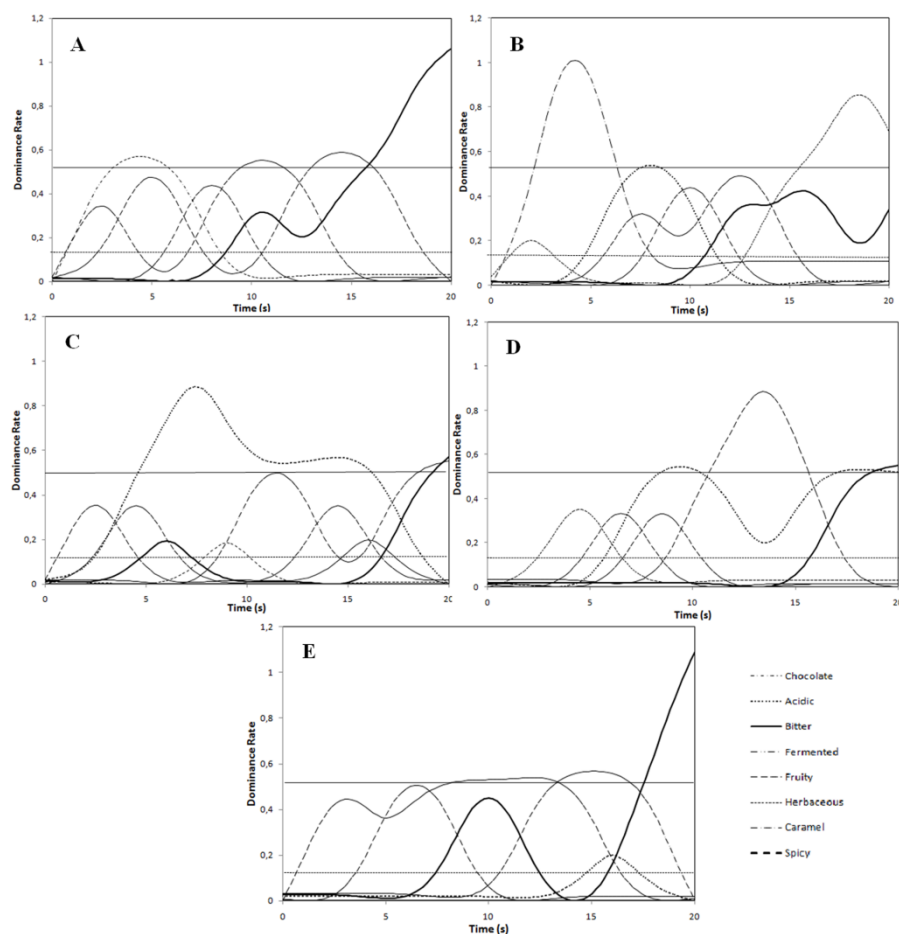 A
1,2
1
0,8
0,6
0,4
0,2
0
Dominance Rate
0 5 10 15 20
Time (s)
B
1,2
1
0,8
0,6
0,4
0,2
0
Dominance Rate
0 5 10 15 20
Time (s)
C
1,2
1
0,8
0,6
0,4
0,2
0
Dominance Rate
0 5 10 15 20
Time (s)
D
1,2
1
0,8
0,6
0,4
0,2
0
Dominance Rate
0 5 10 15 20
Time (s)
E
1,2
1
0,8
0,6
0,4
0,2
0
Dominance Rate
0 5 10 15 20
Time (s)
Chocolate
Acidic
Bitter
Fermented
Fruity
Herbaceous
Caramel
Spicy